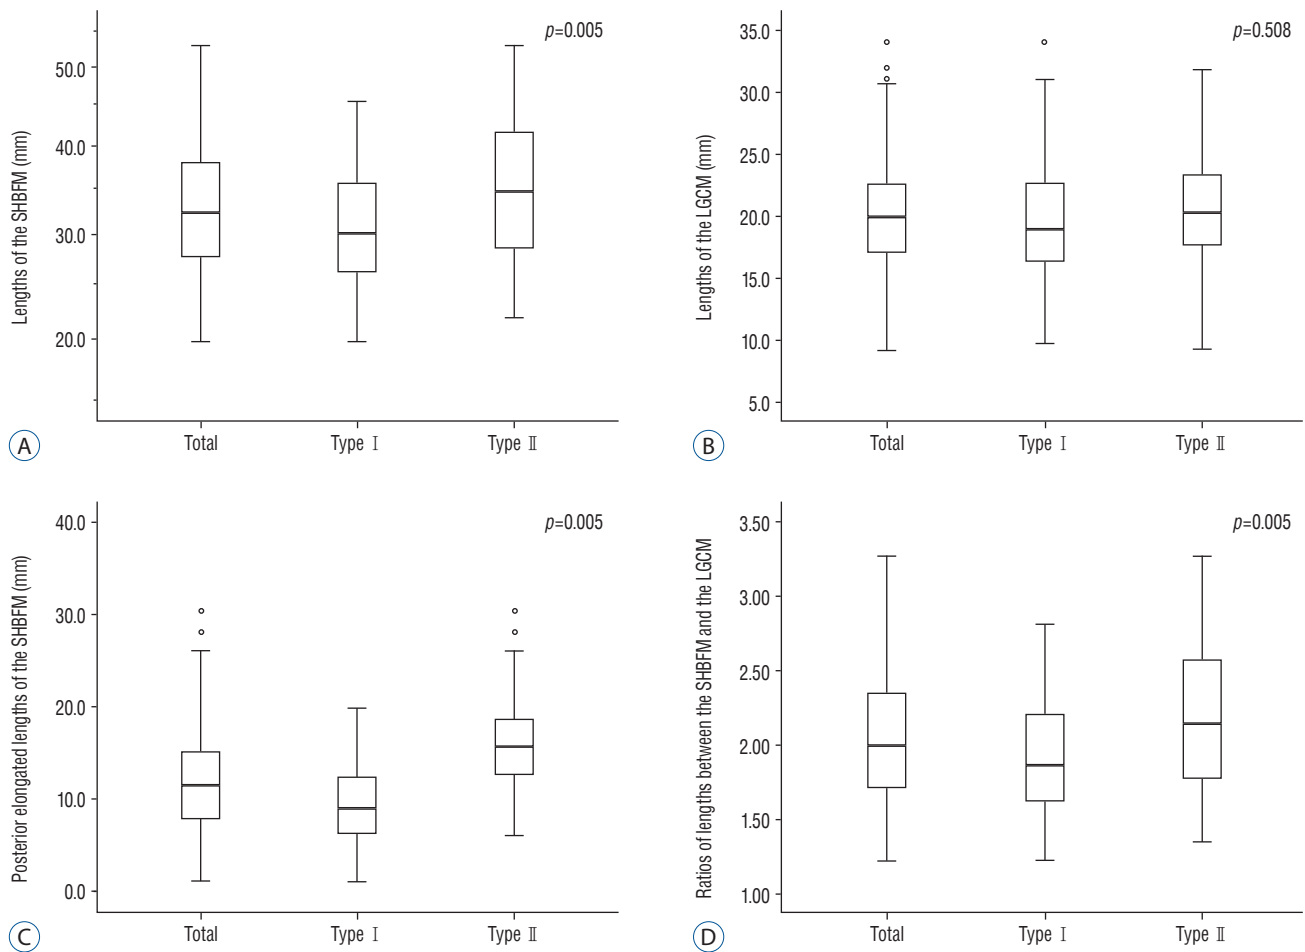 p=0.005
50.0
40.0
30.0
20.0
Lengths of the SHBFM (mm)
Total
Type Ⅰ
Type Ⅱ
A
p=0.508
35.0
30.0
25.0
20.0
15.0
10.0
5.0
Lengths of the LGCM (mm)
Total
Type Ⅰ
Type Ⅱ
B
p=0.005
40.0
30.0
20.0
10.0
0.0
Posterior elongated lengths of the SHBFM (mm)
Total
Type Ⅰ
Type Ⅱ
C
p=0.005
3.50
3.00
2.50
2.00
1.50
1.00
Ratios of lengths between the SHBFM and the LGCM
Total
Type Ⅰ
Type Ⅱ
D